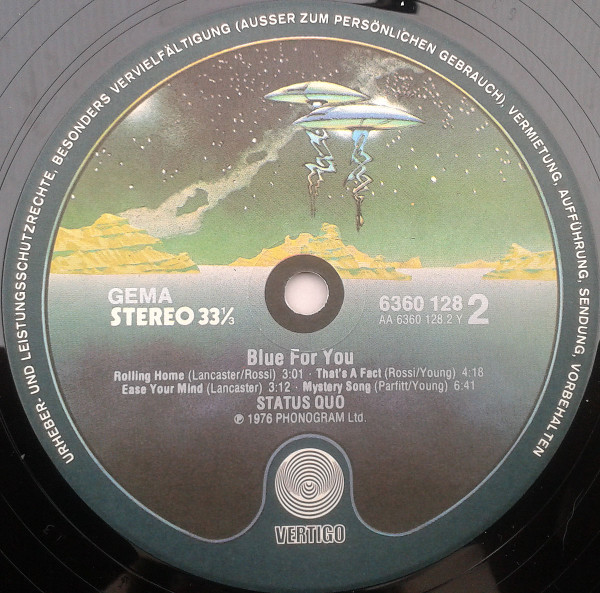 URHEBER- UND LEISTUNGSSCHUTZRECHTE, BESONDERS VERVIELFÄLTIGUNG (AUSSER ZUM PERSÖNLICHEN GEBRAUCH), VERMIETUNG, AUFFÜHRUNG, SENDUNG, VORBEHALTEN
GEMA
STEREO 33⅓
6360 128 2
AA 6360 128.2 Y
Blue For You
Rolling Home (Lancaster/Rossi) 3:01 · That's A Fact (Rossi/Young) 4:18
Ease Your Mind (Lancaster) 3:12 · Mystery Song (Parfitt/Young) 6:41
STATUS QUO
℗ 1976 PHONOGRAM Ltd.
VERTIGO